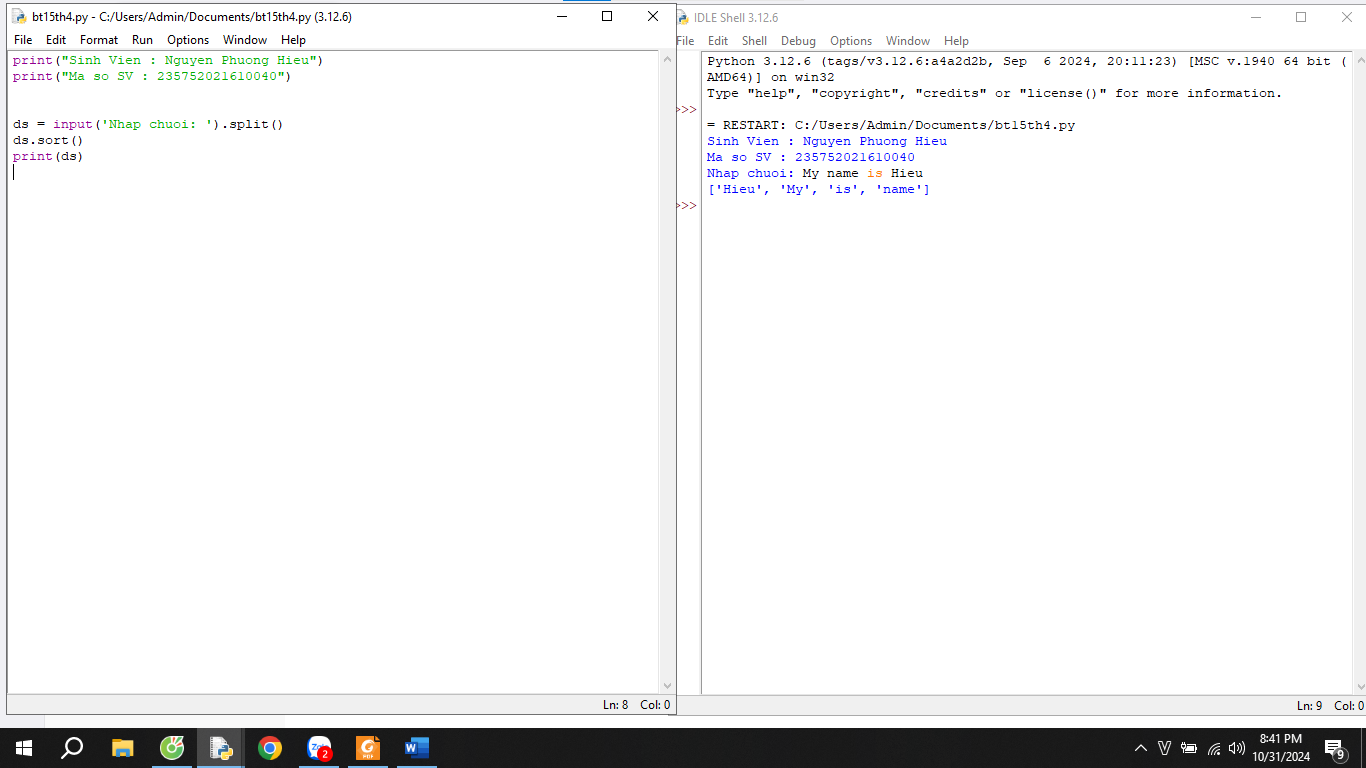 bt15th4.py - C:/Users/Admin/Documents/bt15th4.py (3.12.6)
File Edit Format Run Options Window Help
print("Sinh Vien : Nguyen Phuong Hieu")
print("Ma so SV : 235752021610040")
ds = input('Nhap chuoi: ').split()
ds.sort()
print(ds)
Ln: 8 Col: 0
IDLE Shell 3.12.6
File Edit Shell Debug Options Window Help
Python 3.12.6 (tags/v3.12.6:a4a2d2b, Sep  6 2024, 20:11:23) [MSC v.1940 64 bit (
AMD64)] on win32
Type "help", "copyright", "credits" or "license()" for more information.
>>>
= RESTART: C:/Users/Admin/Documents/bt15th4.py
Sinh Vien : Nguyen Phuong Hieu
Ma so SV : 235752021610040
Nhap chuoi: My name is Hieu
['Hieu', 'My', 'is', 'name']
>>>
Ln: 9 Col: 0
Zalo
2
G
PDF
W
V
8:41 PM
10/31/2024
9